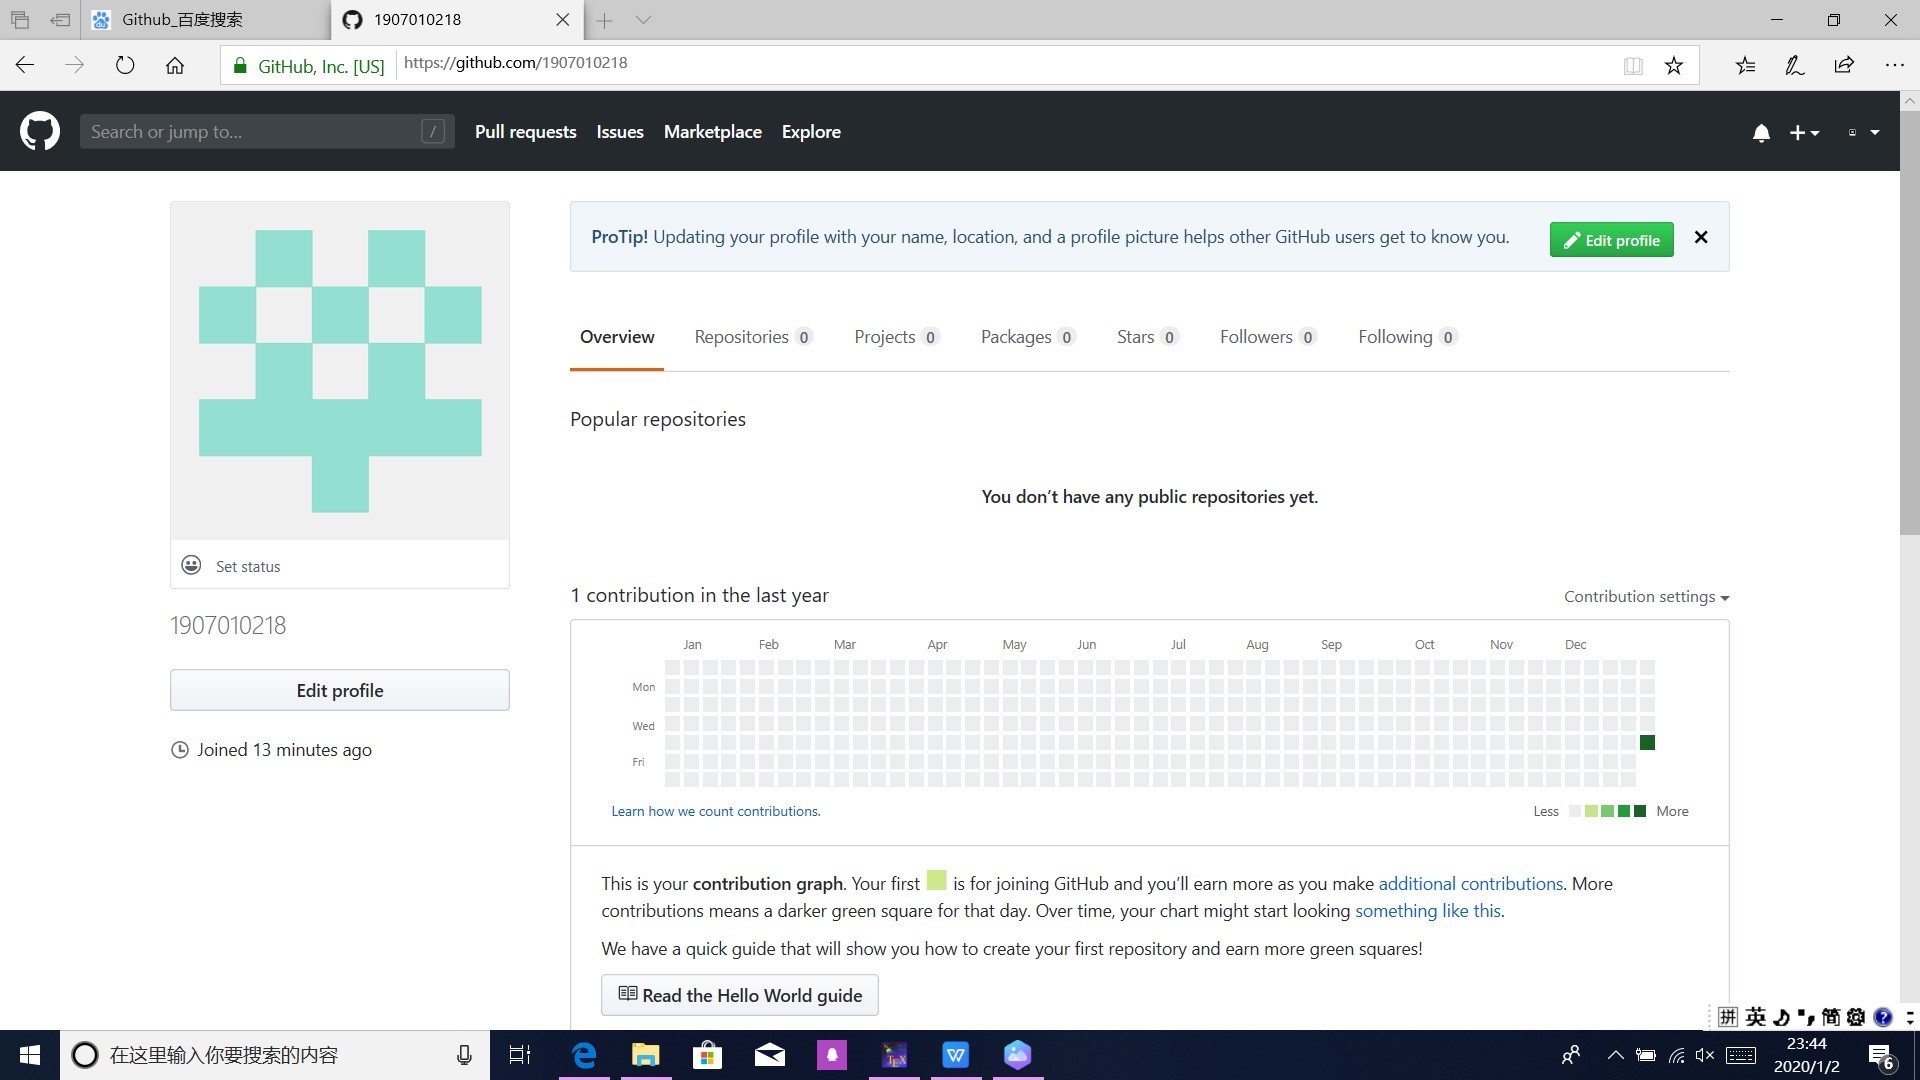 Github_百度搜索
1907010218
GitHub, Inc. [US]
https://github.com/1907010218
Search or jump to...
/
Pull requests
Issues
Marketplace
Explore
ProTip! Updating your profile with your name, location, and a profile picture helps other GitHub users get to know you.
Edit profile
Overview
Repositories 0
Projects 0
Packages 0
Stars 0
Followers 0
Following 0
Popular repositories
You don’t have any public repositories yet.
Set status
1907010218
Edit profile
Joined 13 minutes ago
1 contribution in the last year
Contribution settings
Jan Feb Mar Apr May Jun Jul Aug Sep Oct Nov Dec
Mon
Wed
Fri
Learn how we count contributions.
Less
More
This is your contribution graph. Your first is for joining GitHub and you’ll earn more as you make additional contributions. More
contributions means a darker green square for that day. Over time, your chart might start looking something like this.
We have a quick guide that will show you how to create your first repository and earn more green squares!
Read the Hello World guide
拼 英 简
在这里输入你要搜索的内容
TEX
W
23:44
2020/1/2
6